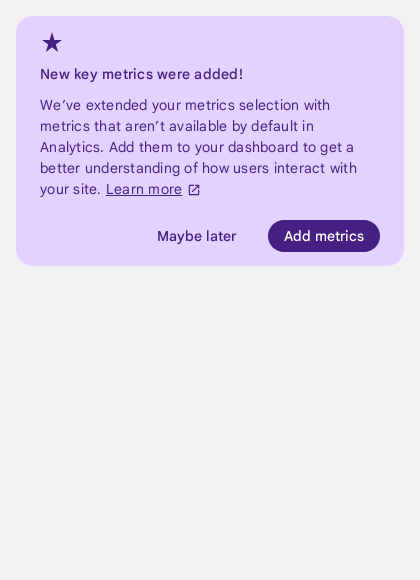 New key metrics were added!
We’ve extended your metrics selection with
metrics that aren’t available by default in
Analytics. Add them to your dashboard to get a
better understanding of how users interact with
your site. Learn more
Maybe later
Add metrics